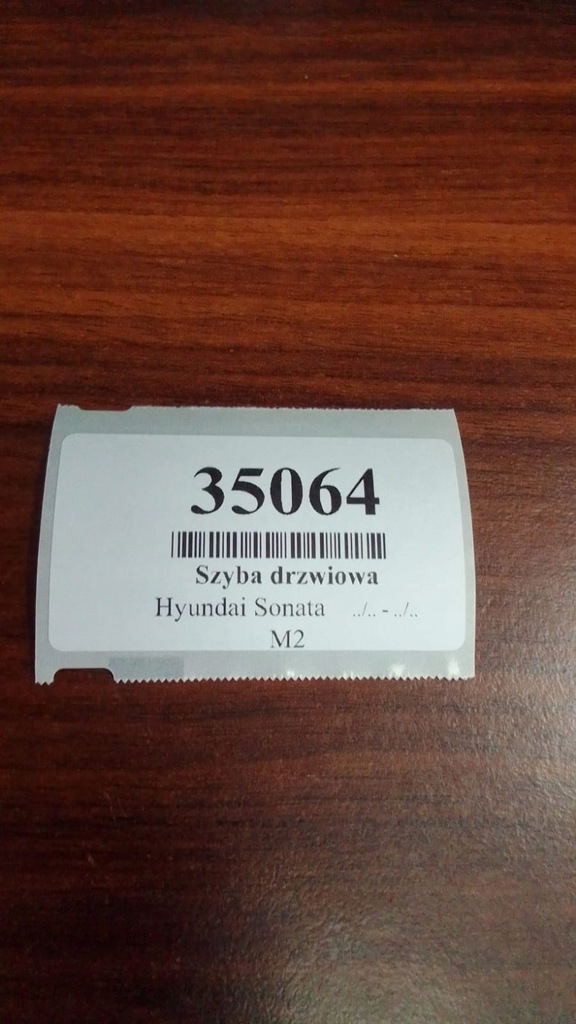 35064
Szyba drzwiowa
Hyundai Sonata ../.. - ../..
M2